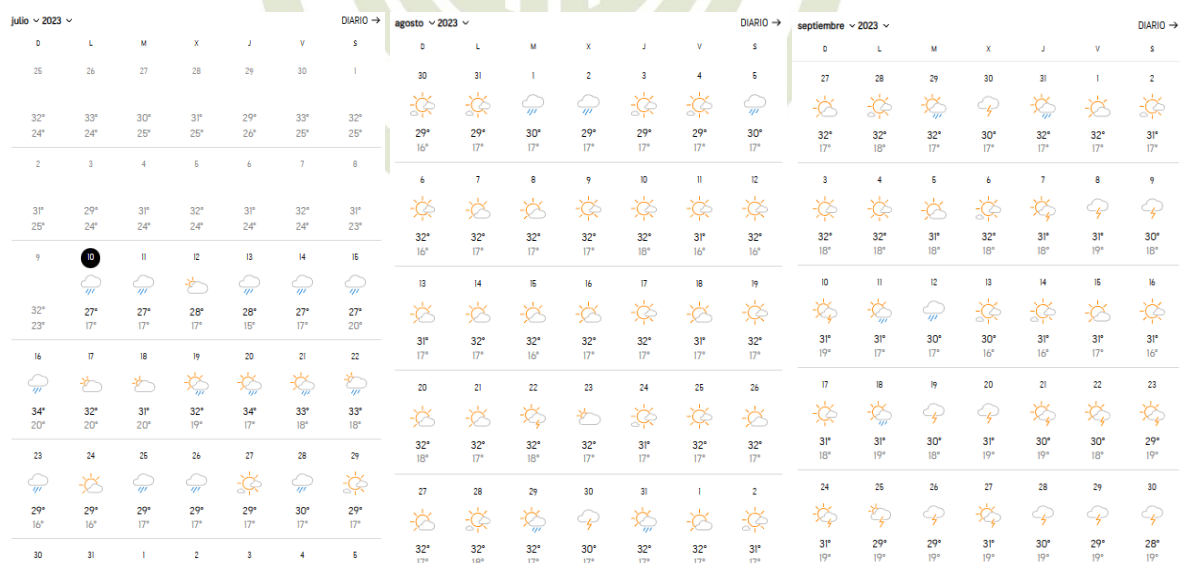 julio 2023 DIARIO →
D L M X J V S
25 26 27 28 29 30 1
32° 33° 30° 31° 29° 33° 32°
24° 24° 25° 25° 26° 25° 25°
2 3 4 5 6 7 8
31° 29° 31° 32° 31° 32° 31°
25° 24° 24° 24° 24° 24° 23°
9 10 11 12 13 14 15
32° 27° 27° 28° 28° 27° 27°
23° 17° 17° 17° 15° 17° 20°
16 17 18 19 20 21 22
34° 32° 31° 32° 34° 33° 33°
20° 20° 20° 19° 17° 18° 18°
23 24 25 26 27 28 29
29° 29° 29° 29° 29° 30° 29°
16° 16° 17° 17° 17° 17° 17°
30 31 1 2 3 4 5
agosto 2023 DIARIO →
D L M X J V S
30 31 1 2 3 4 5
29° 29° 30° 29° 29° 29° 30°
16° 17° 17° 17° 17° 17° 17°
6 7 8 9 10 11 12
32° 32° 32° 32° 32° 31° 32°
16° 17° 17° 17° 18° 16° 16°
13 14 15 16 17 18 19
31° 32° 32° 32° 32° 31° 32°
17° 17° 16° 17° 17° 17° 17°
20 21 22 23 24 25 26
32° 32° 32° 32° 31° 32° 32°
18° 17° 18° 17° 17° 17° 17°
27 28 29 30 31 1 2
32° 32° 32° 30° 32° 32° 31°
17° 18° 17° 17° 17° 17° 17°
septiembre 2023 DIARIO →
D L M X J V S
27 28 29 30 31 1 2
32° 32° 32° 30° 32° 32° 31°
17° 18° 17° 17° 17° 17° 17°
3 4 5 6 7 8 9
32° 32° 31° 32° 31° 31° 30°
18° 18° 18° 18° 18° 19° 18°
10 11 12 13 14 15 16
31° 31° 30° 30° 31° 31° 31°
19° 17° 17° 16° 16° 17° 16°
17 18 19 20 21 22 23
31° 31° 30° 31° 30° 30° 29°
18° 19° 18° 19° 19° 18° 19°
24 25 26 27 28 29 30
31° 29° 29° 31° 30° 29° 28°
19° 19° 19° 19° 19° 19° 19°